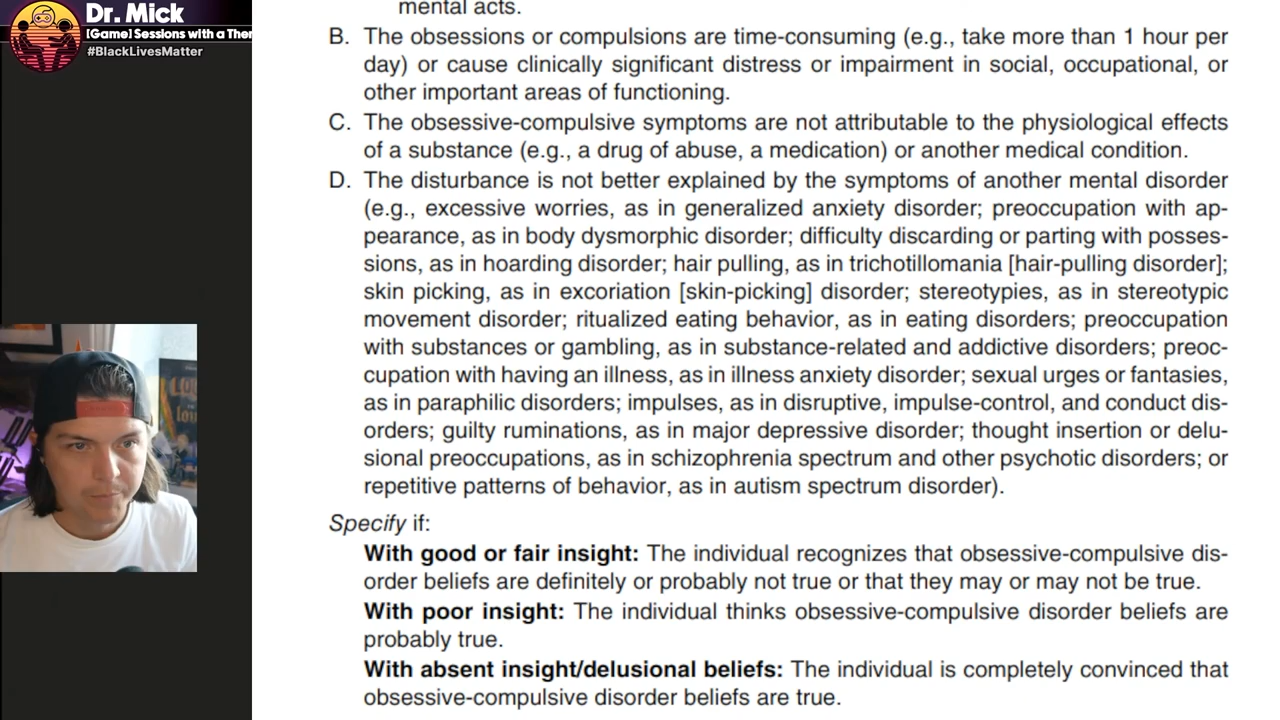 Dr. Mick
[Game] Sessions with a Ther
#BlackLivesMatter
mental acts.
B. The obsessions or compulsions are time-consuming (e.g., take more than 1 hour per
day) or cause clinically significant distress or impairment in social, occupational, or
other important areas of functioning.
C. The obsessive-compulsive symptoms are not attributable to the physiological effects
of a substance (e.g., a drug of abuse, a medication) or another medical condition.
D. The disturbance is not better explained by the symptoms of another mental disorder
(e.g., excessive worries, as in generalized anxiety disorder; preoccupation with ap-
pearance, as in body dysmorphic disorder; difficulty discarding or parting with posses-
sions, as in hoarding disorder; hair pulling, as in trichotillomania [hair-pulling disorder];
skin picking, as in excoriation [skin-picking] disorder; stereotypies, as in stereotypic
movement disorder; ritualized eating behavior, as in eating disorders; preoccupation
with substances or gambling, as in substance-related and addictive disorders; preoc-
cupation with having an illness, as in illness anxiety disorder; sexual urges or fantasies,
as in paraphilic disorders; impulses, as in disruptive, impulse-control, and conduct dis-
orders; guilty ruminations, as in major depressive disorder; thought insertion or delu-
sional preoccupations, as in schizophrenia spectrum and other psychotic disorders; or
repetitive patterns of behavior, as in autism spectrum disorder).
Specify if:
With good or fair insight: The individual recognizes that obsessive-compulsive dis-
order beliefs are definitely or probably not true or that they may or may not be true.
With poor insight: The individual thinks obsessive-compulsive disorder beliefs are
probably true.
With absent insight/delusional beliefs: The individual is completely convinced that
obsessive-compulsive disorder beliefs are true.